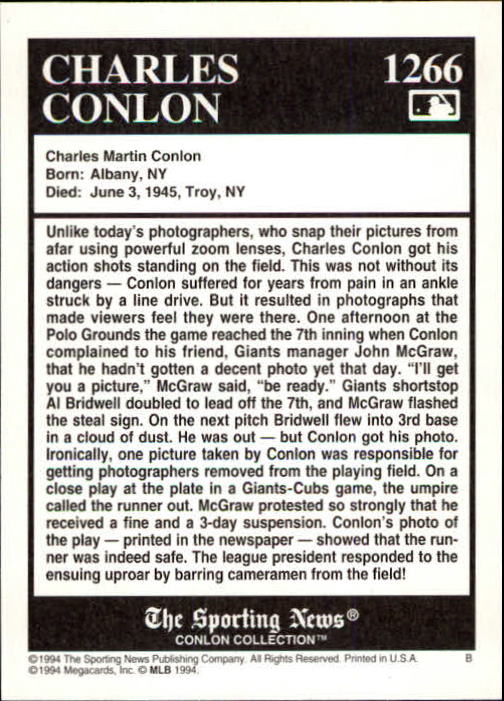 CHARLES 1266
CONLON
Charles Martin Conlon
Born: Albany, NY
Died: June 3, 1945, Troy, NY
Unlike today's photographers, who snap their pictures from
afar using powerful zoom lenses, Charles Conlon got his
action shots standing on the field. This was not without its
dangers — Conlon suffered for years from pain in an ankle
struck by a line drive. But it resulted in photographs that
made viewers feel they were there. One afternoon at the
Polo Grounds the game reached the 7th inning when Conlon
complained to his friend, Giants manager John McGraw,
that he hadn't gotten a decent photo yet that day. “I'll get
you a picture,” McGraw said, “be ready.” Giants shortstop
Al Bridwell doubled to lead off the 7th, and McGraw flashed
the steal sign. On the next pitch Bridwell flew into 3rd base
in a cloud of dust. He was out — but Conlon got his photo.
Ironically, one picture taken by Conlon was responsible for
getting photographers removed from the playing field. On a
close play at the plate in a Giants-Cubs game, the umpire
called the runner out. McGraw protested so strongly that he
received a fine and a 3-day suspension. Conlon's photo of
the play — printed in the newspaper — showed that the run-
ner was indeed safe. The league president responded to the
ensuing uproar by barring cameramen from the field!
The Sporting News®
CONLON COLLECTION™
©1994 The Sporting News Publishing Company. All Rights Reserved. Printed in U.S.A. B
©1994 Megacards, Inc. © MLB 1994.